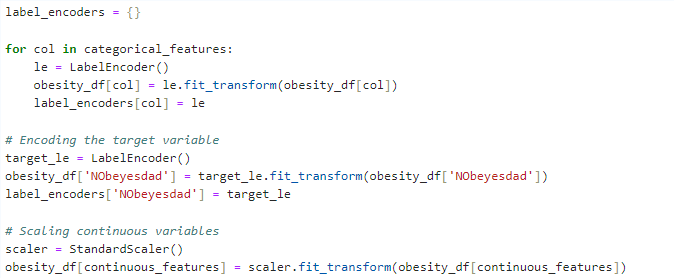 label_encoders = {}
for col in categorical_features:
    le = LabelEncoder()
    obesity_df[col] = le.fit_transform(obesity_df[col])
    label_encoders[col] = le
# Encoding the target variable
target_le = LabelEncoder()
obesity_df['NObeyesdad'] = target_le.fit_transform(obesity_df['NObeyesdad'])
label_encoders['NObeyesdad'] = target_le
# Scaling continuous variables
scaler = StandardScaler()
obesity_df[continuous_features] = scaler.fit_transform(obesity_df[continuous_features])